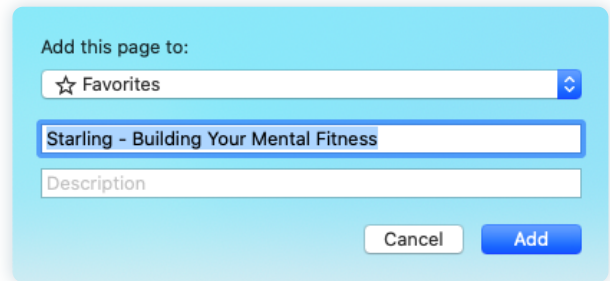 Add this page to:
Favorites
Starling - Building Your Mental Fitness
Description
Cancel Add